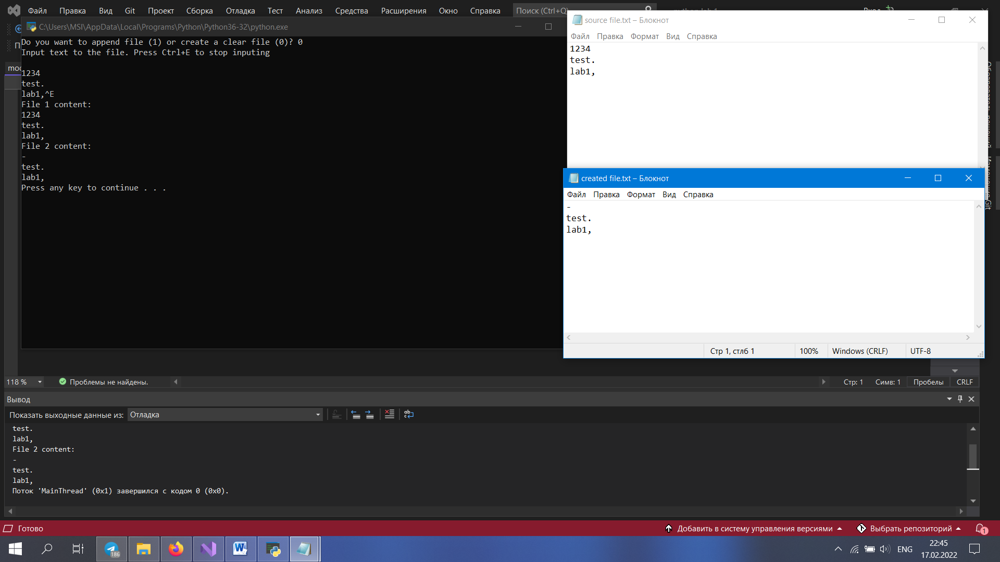 Файл Правка Вид Git Проект Сборка Отладка Тест Анализ Средства Расширения Окно Справка Поиск (Ctrl+Q)
C:\Users\MSI\AppData\Local\Programs\Python\Python36-32\python.exe
Do you want to append file (1) or create a clear file (0)? 0
Input text to the file. Press Ctrl+E to stop inputing
1234
test.
lab1,^E
File 1 content:
1234
test.
lab1,
File 2 content:
-
test.
lab1,
Press any key to continue . . .
source file.txt – Блокнот
Файл Правка Формат Вид Справка
1234
test.
lab1,
created file.txt – Блокнот
Файл Правка Формат Вид Справка
-
test.
lab1,
Стр 1, стлб 1 100% Windows (CRLF) UTF-8
118 % Проблемы не найдены. Стр: 1 Симв: 1 Пробелы CRLF
Вывод
Показать выходные данные из: Отладка
test.
lab1,
File 2 content:
-
test.
lab1,
Поток 'MainThread' (0x1) завершился с кодом 0 (0x0).
Готово Добавить в систему управления версиями Выбрать репозиторий 1
186 ENG 22:45
17.02.2022